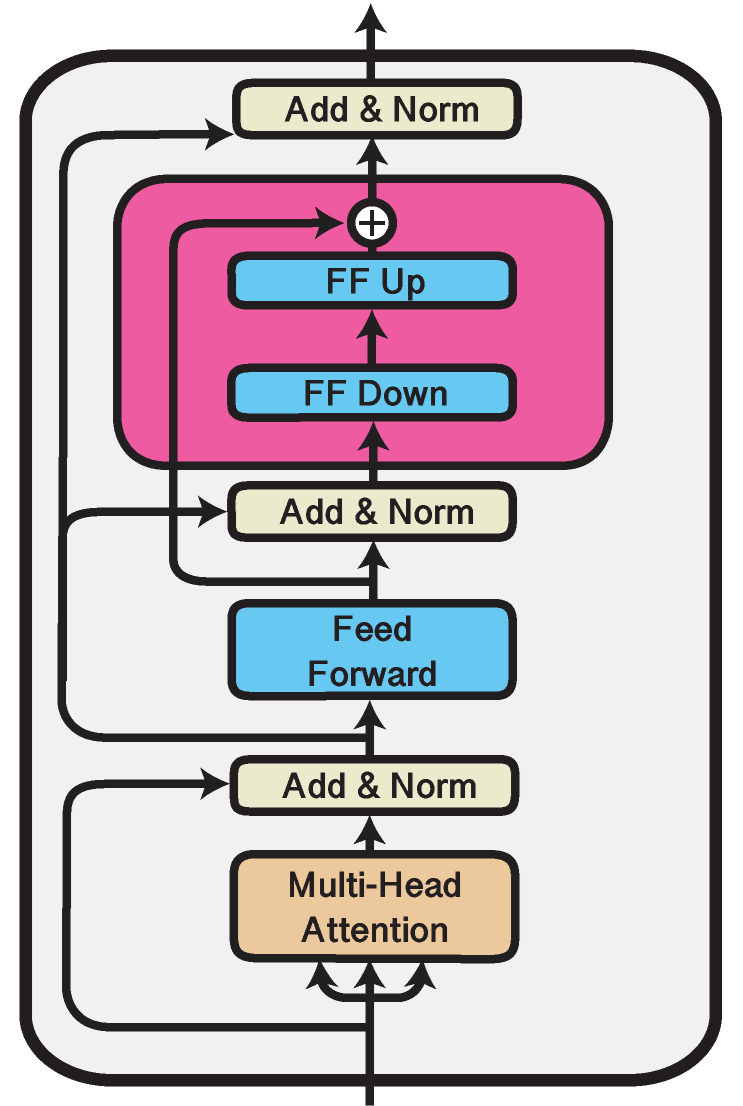 Add & Norm
FF Up
FF Down
Add & Norm
Feed
Forward
Add & Norm
Multi-Head
Attention